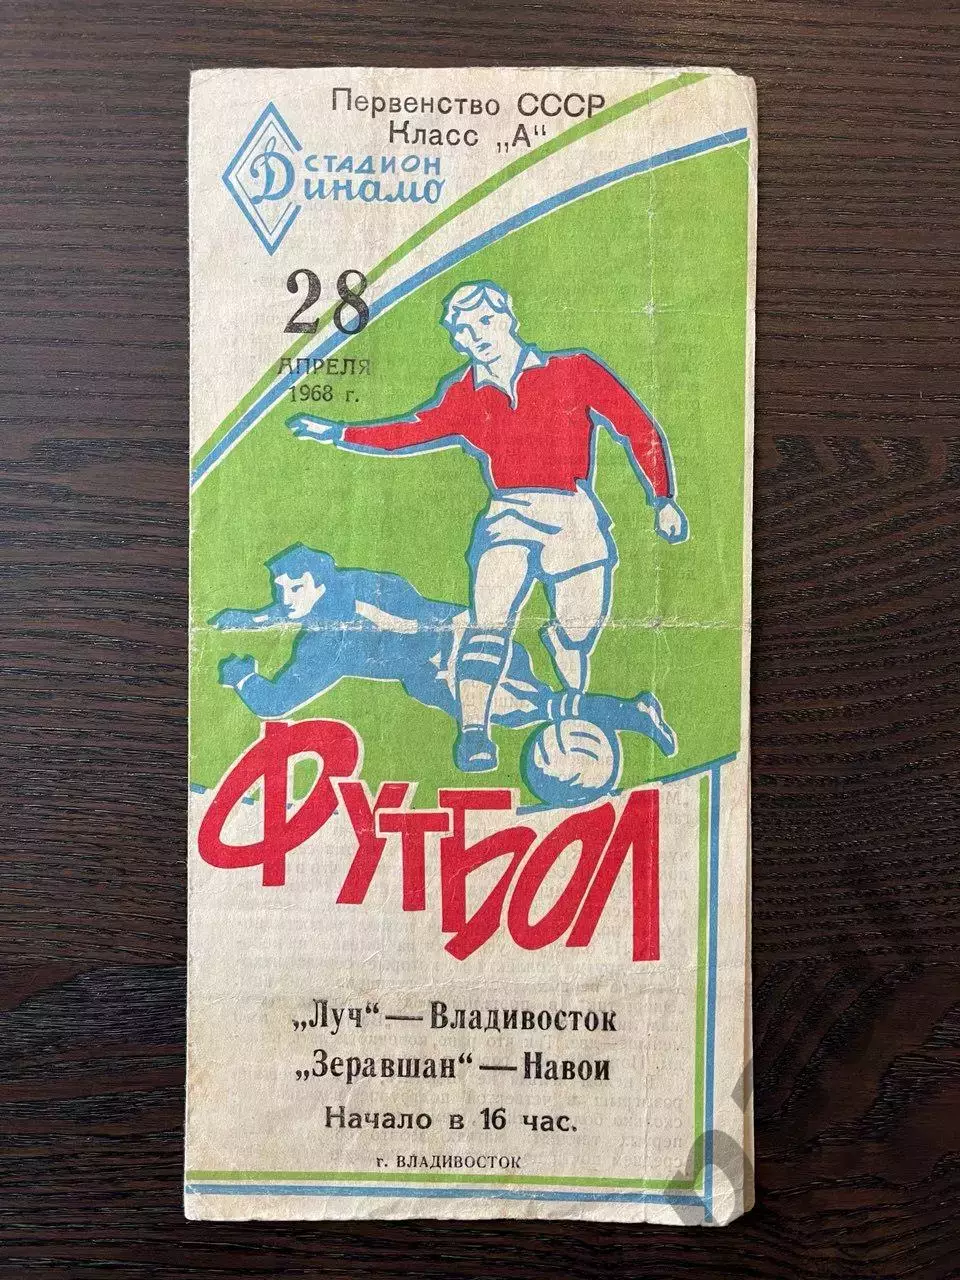 Первенство СССР
Класс „А“
СТАДИОН
Динамо
28
АПРЕЛЯ
1968 г.
ФУТБОЛ
„Луч“ — Владивосток
„Зеравшан“ — Навои
Начало в 16 час.
г. ВЛАДИВОСТОК